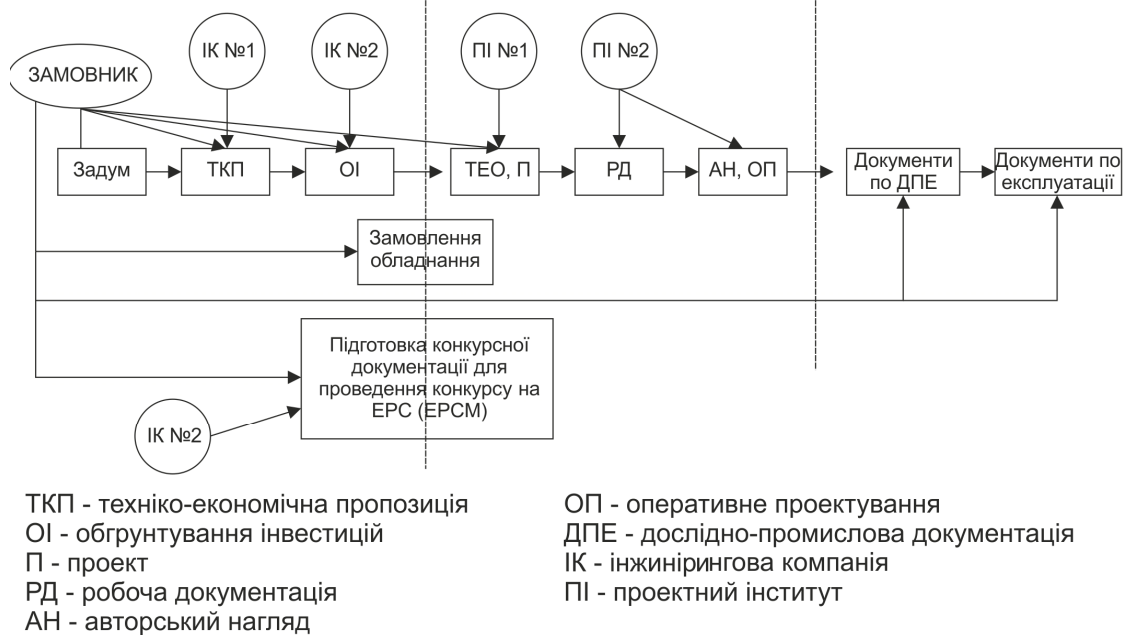 ІК №1
ІК №2
ПІ №1
ПІ №2
ЗАМОВНИК
Задум
ТКП
ОІ
ТЕО, П
РД
АН, ОП
Документи
по ДПЕ
Документи по
експлуатації
Замовлення
обладнання
Підготовка конкурсної
документації для
проведення конкурсу на
ЕРС (ЕРСМ)
ІК №2
ТКП - техніко-економічна пропозиція
ОІ - обгрунтування інвестицій
П - проект
РД - робоча документація
АН - авторський нагляд
ОП - оперативне проектування
ДПЕ - дослідно-промислова документація
ІК - інжинірингова компанія
ПІ - проектний інститут